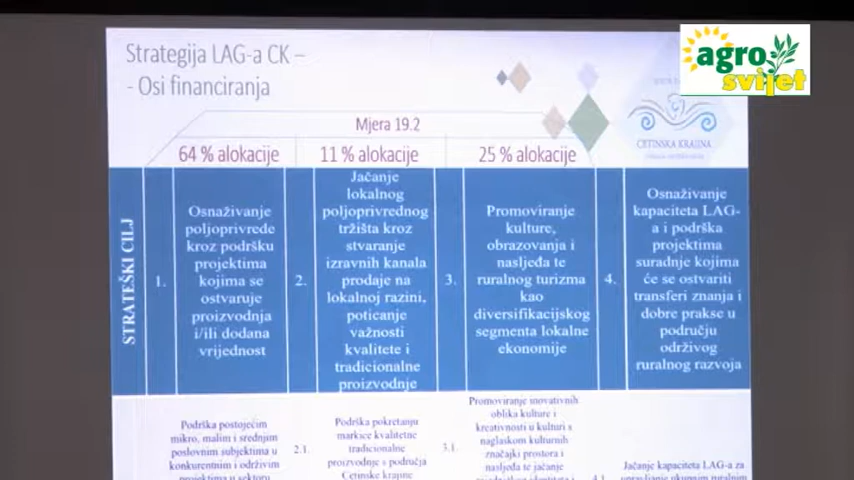 Strategija LAG-a CK –
- Osi financiranja
agro
svijet
CETINSKA KRAJINA
Mjera 19.2
64 % alokacije
11 % alokacije
25 % alokacije
STRATEŠKI CILJ
1.
Osnaživanje
poljoprivrede
kroz podršku
projektima
kojima se
ostvaruje
proizvodnja
i/ili dodana
vrijednost
2.
Jačanje
lokalnog
poljoprivrednog
tržišta kroz
stvaranje
izravnih kanala
prodaje na
lokalnoj razini,
poticanje
važnosti
kvalitete i
tradicionalne
proizvodnje
3.
Promoviranje
kulture,
obrazovanja i
nasljeđa te
ruralnog turizma
kao
diversifikacijskog
segmenta lokalne
ekonomije
4.
Osnaživanje
kapaciteta LAG-
a i podrška
projektima
suradnje kojima
će se ostvariti
transferi znanja i
dobre prakse u
području
održivog
ruralnog razvoja
Podrška postojećim
mikro, malim i srednjim
poslovnim subjektima u
konkurentnim i održivim
projektima u sektoru
2.1.
Podrška pokretanju
markice kvalitetne
tradicionalne
proizvodnje s područja
Cetinske krajine
3.1.
Promoviranje inovativnih
oblika kulture i
kreativnosti u kulturi s
naglaskom kulturnih
značajki prostora i
nasljeđa te jačanje
4.1.
Jačanje kapaciteta LAG-a za
upravljanje ukupnim ruralnim